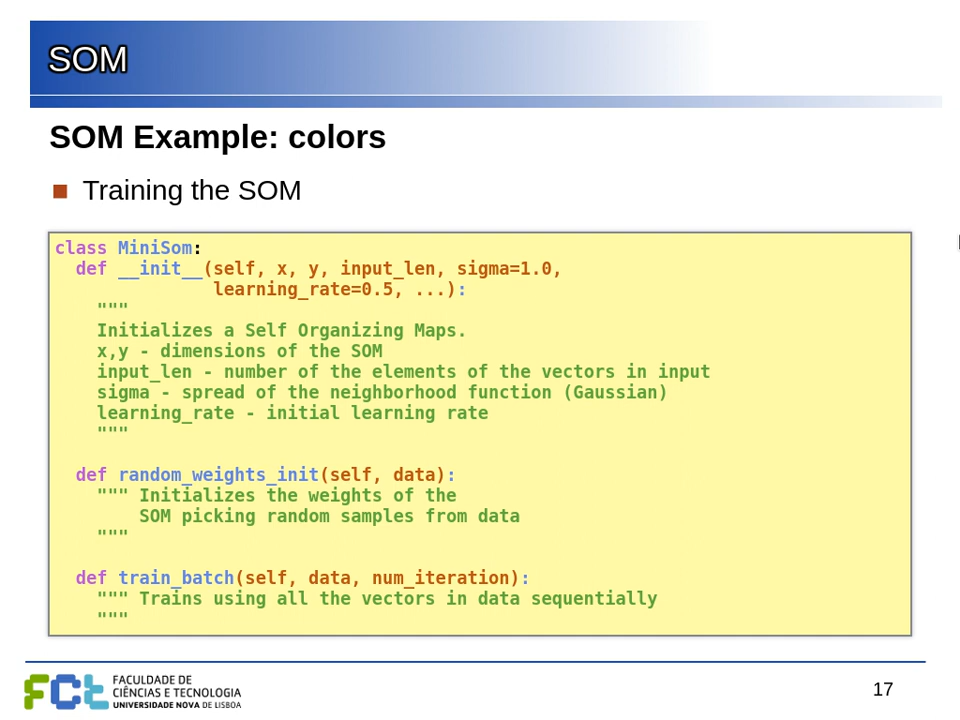 SOM
SOM Example: colors
Training the SOM
class MiniSom:
  def __init__(self, x, y, input_len, sigma=1.0,
               learning_rate=0.5, ...):
    """
    Initializes a Self Organizing Maps.
    x,y - dimensions of the SOM
    input_len - number of the elements of the vectors in input
    sigma - spread of the neighborhood function (Gaussian)
    learning_rate - initial learning rate
    """
  def random_weights_init(self, data):
    """ Initializes the weights of the
        SOM picking random samples from data
    """
  def train_batch(self, data, num_iteration):
    """ Trains using all the vectors in data sequentially
    """
FCt
FACULDADE DE
CIÊNCIAS E TECNOLOGIA
UNIVERSIDADE NOVA DE LISBOA
17